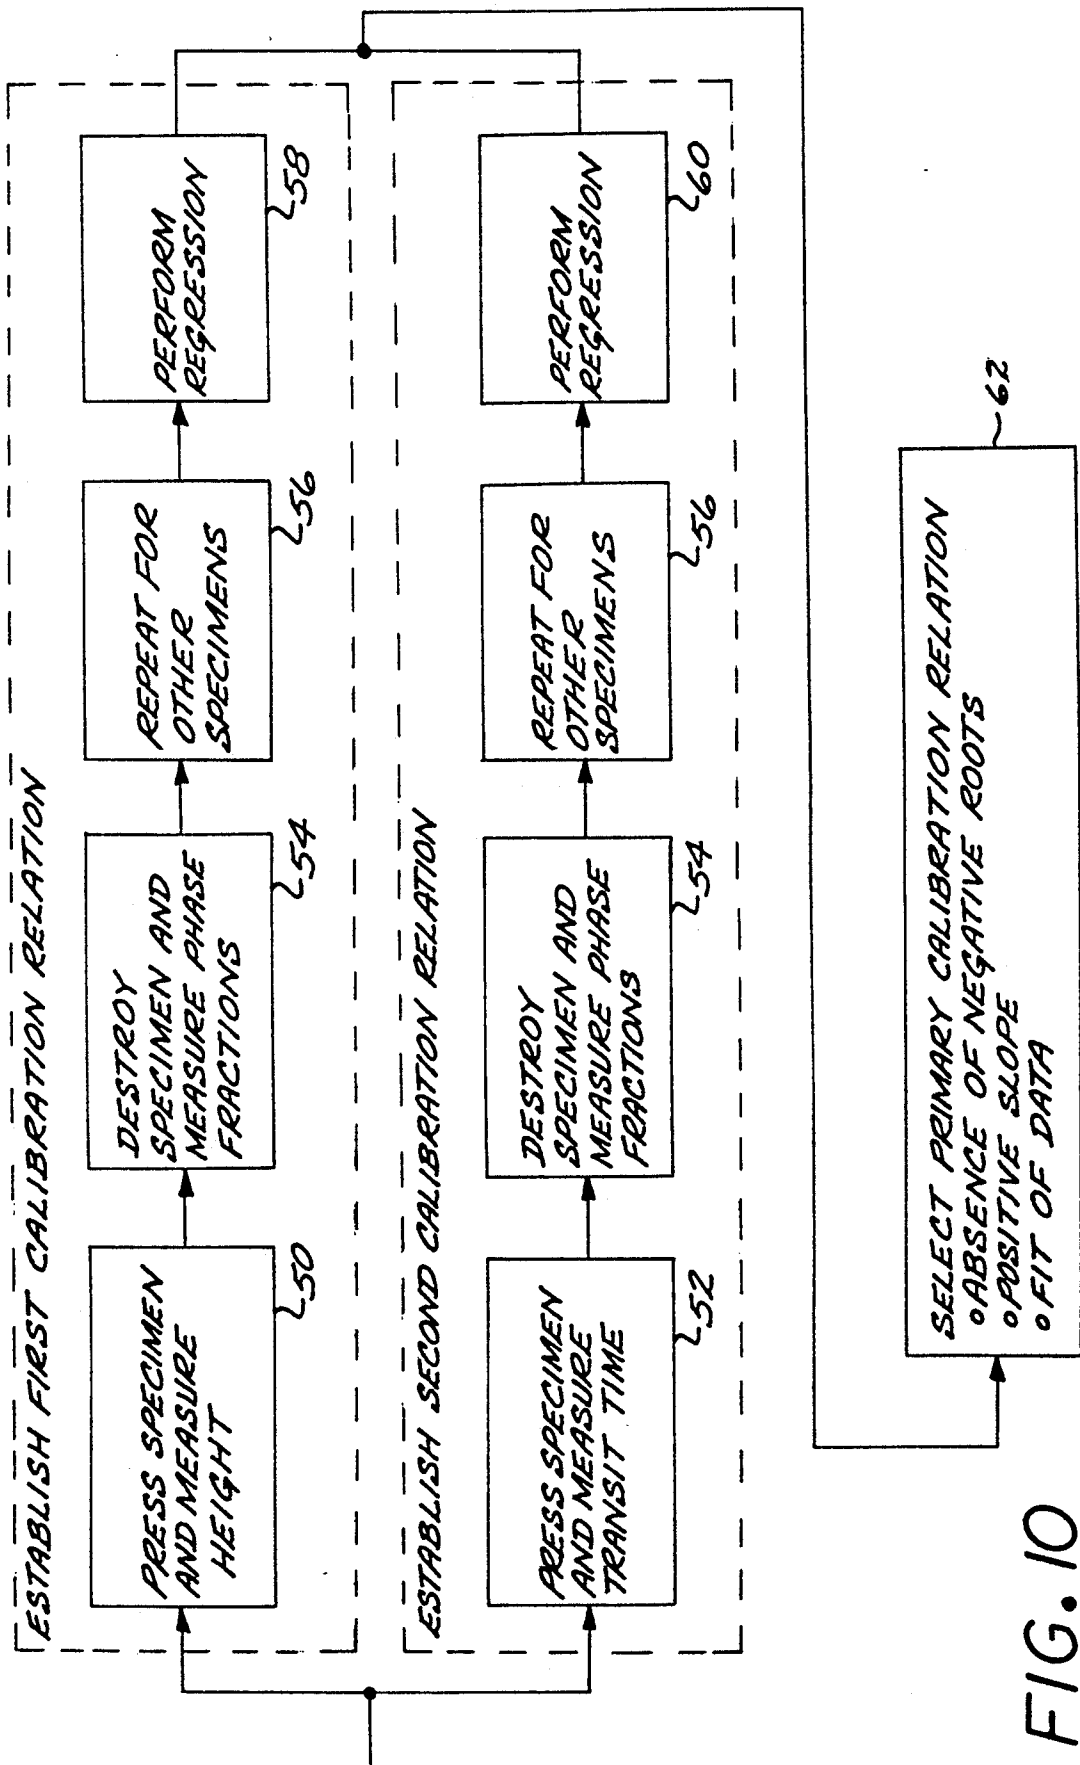 ESTABLISH FIRST CALIBRATION RELATION
PRESS SPECIMEN
AND MEASURE
HEIGHT
50
DESTROY
SPECIMEN AND
MEASURE PHASE
FRACTIONS
54
REPEAT FOR
OTHER
SPECIMENS
56
PERFORM
REGRESSION
58
ESTABLISH SECOND CALIBRATION RELATION
PRESS SPECIMEN
AND MEASURE
TRANSIT TIME
52
DESTROY
SPECIMEN AND
MEASURE PHASE
FRACTIONS
54
REPEAT FOR
OTHER
SPECIMENS
56
PERFORM
REGRESSION
60
SELECT PRIMARY CALIBRATION RELATION
o ABSENCE OF NEGATIVE ROOTS
o POSITIVE SLOPE
o FIT OF DATA
62
FIG. 10